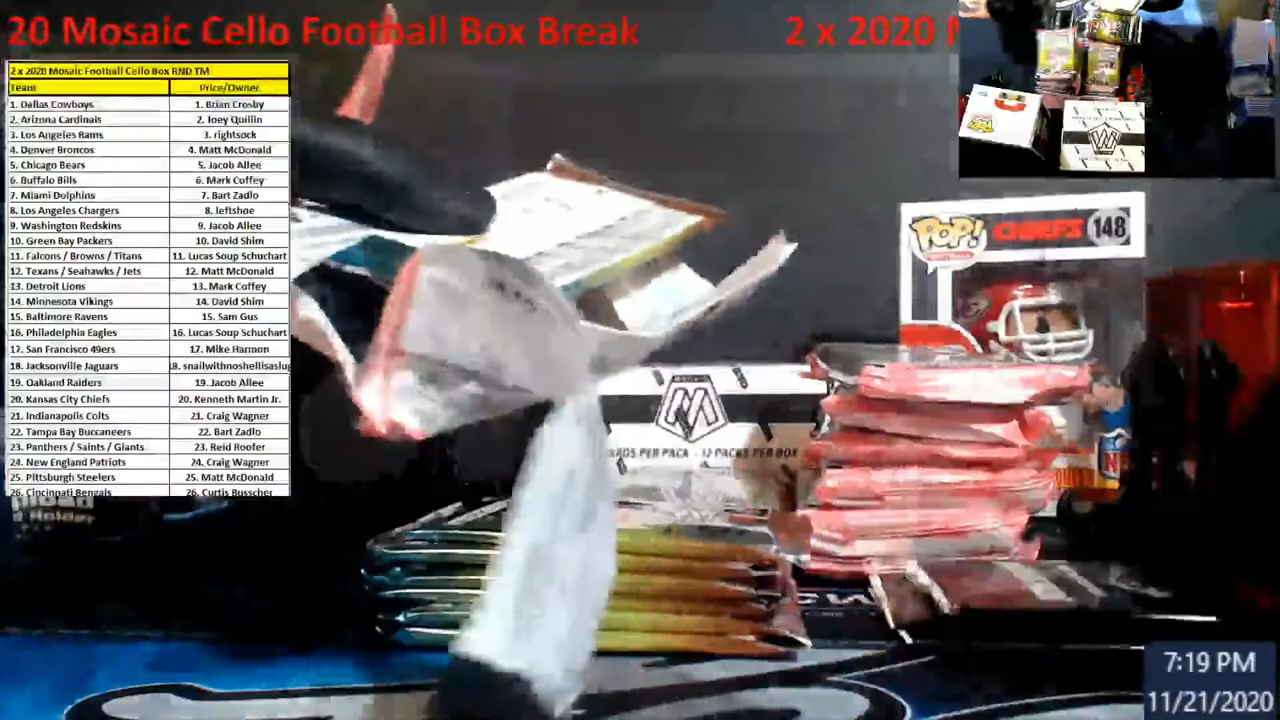 20 Mosaic Cello Football Box Break 2 x 2020 M
2 x 2020 Mosaic Football Cello Box RND TM
Team Price/Owner
1. Dallas Cowboys 1. Brian Crosby
2. Arizona Cardinals 2. Joey Quillin
3. Los Angeles Rams 3. rightsock
4. Denver Broncos 4. Matt McDonald
5. Chicago Bears 5. Jacob Allee
6. Buffalo Bills 6. Mark Coffey
7. Miami Dolphins 7. Bart Zadlo
8. Los Angeles Chargers 8. leftshoe
9. Washington Redskins 9. Jacob Allee
10. Green Bay Packers 10. David Shim
11. Falcons / Browns / Titans 11. Lucas Soup Schuchart
12. Texans / Seahawks / Jets 12. Matt McDonald
13. Detroit Lions 13. Mark Coffey
14. Minnesota Vikings 14. David Shim
15. Baltimore Ravens 15. Sam Gus
16. Philadelphia Eagles 16. Lucas Soup Schuchart
17. San Francisco 49ers 17. Mike Harmon
18. Jacksonville Jaguars 18. snailwithnoshellisaslug
19. Oakland Raiders 19. Jacob Allee
20. Kansas City Chiefs 20. Kenneth Martin Jr.
21. Indianapolis Colts 21. Craig Wagner
22. Tampa Bay Buccaneers 22. Bart Zadlo
23. Panthers / Saints / Giants 23. Reid Roofer
24. New England Patriots 24. Craig Wagner
25. Pittsburgh Steelers 25. Matt McDonald
26. Cincinnati Bengals 26. Curtis Busscher
Holder
POP! CHIEFS 148
ARDS PER PACK - 12 PACKS PER BOX
7:19 PM
11/21/2020